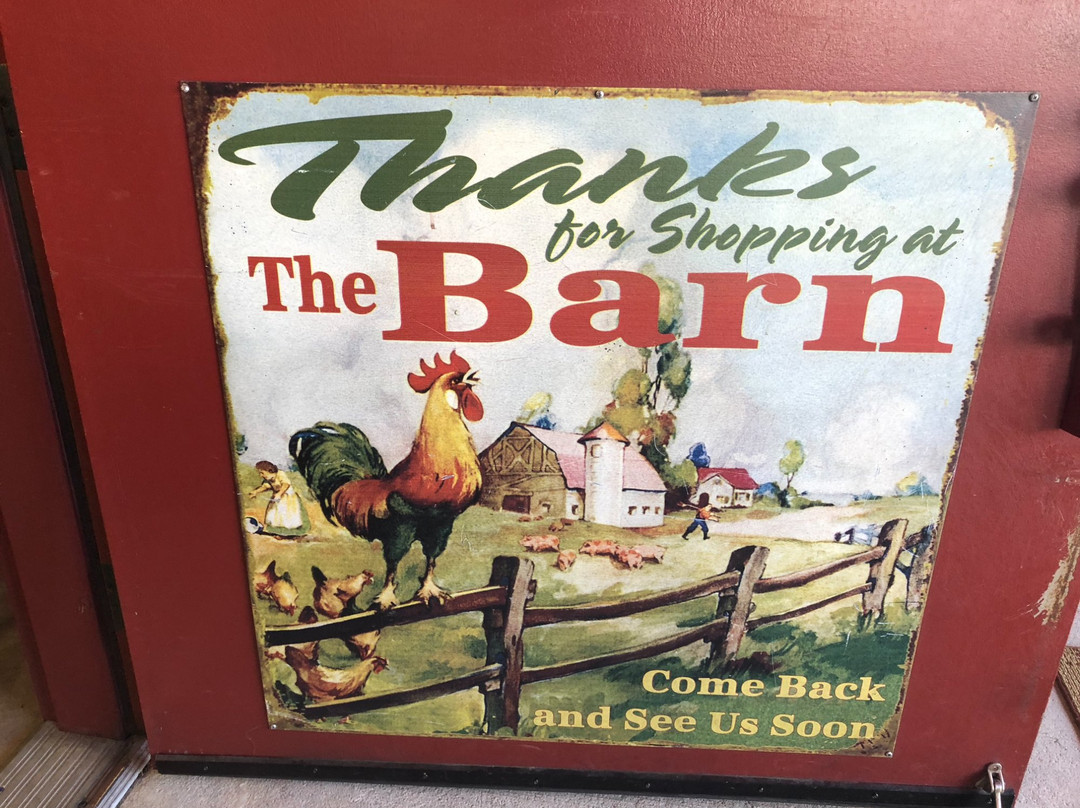 Thanks
for Shopping at
The Barn
Come Back
and See Us Soon